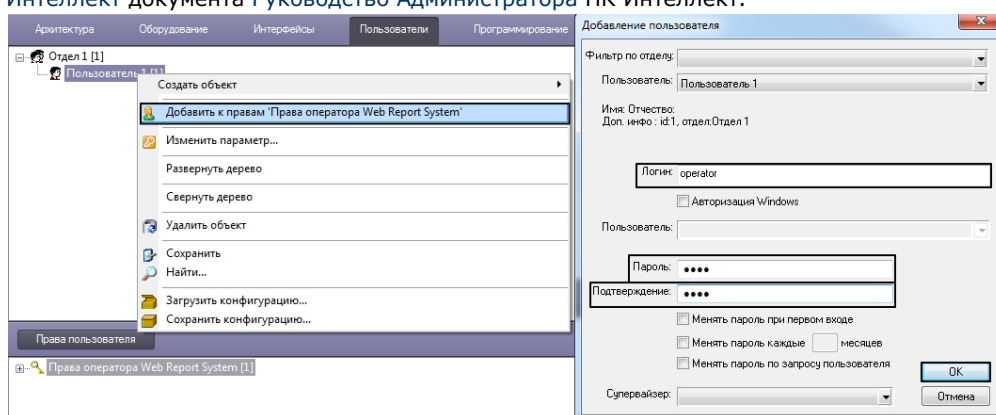 Интеллект документа Руководство Администратора ПК Интеллект.
Архитектура Оборудование Интерфейсы Пользователи Программирование
Отдел 1 [1]
Пользователь 1 [1]
Создать объект
Добавить к правам 'Права оператора Web Report System'
Изменить параметр...
Развернуть дерево
Свернуть дерево
Удалить объект
Сохранить
Найти...
Загрузить конфигурацию...
Сохранить конфигурацию...
Права пользователя
Права оператора Web Report System [1]
Добавление пользователя
Фильтр по отделу:
Пользователь: Пользователь 1
Имя: Отчество:
Доп. инфо : id:1, отдел:Отдел 1
Логин: operator
Авторизация Windows
Пользователь:
Пароль: ●●●●
Подтверждение: ●●●●
Менять пароль при первом входе
Менять пароль каждые месяцев
Менять пароль по запросу пользователя
Супервайзер:
OK
Отмена